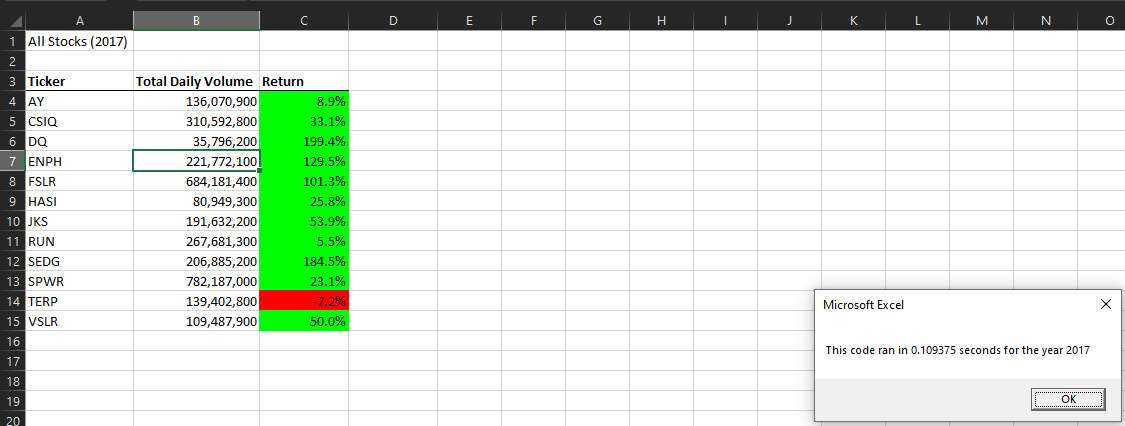 A B C D E F G H I J K L M N O
1 All Stocks (2017)
2
3 Ticker Total Daily Volume Return
4 AY 136,070,900 8.9%
5 CSIQ 310,592,800 33.1%
6 DQ 35,796,200 199.4%
7 ENPH 221,772,100 129.5%
8 FSLR 684,181,400 101.3%
9 HASI 80,949,300 25.8%
10 JKS 191,632,200 53.9%
11 RUN 267,681,300 5.5%
12 SEDG 206,885,200 184.5%
13 SPWR 782,187,000 23.1%
14 TERP 139,402,800 -7.2%
15 VSLR 109,487,900 50.0%
16
17
18
19
20
Microsoft Excel
This code ran in 0.109375 seconds for the year 2017
OK